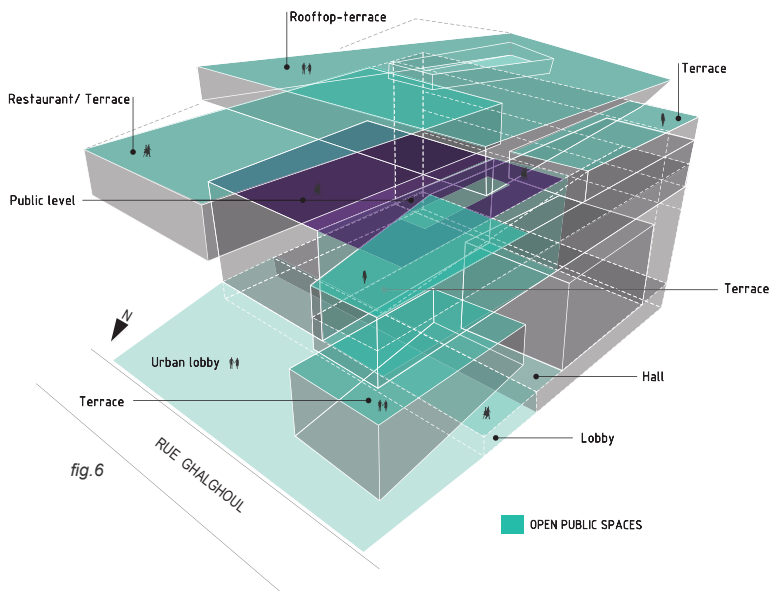 Rooftop-terrace
Terrace
Restaurant/ Terrace
Public level
Terrace
N
Urban lobby
Hall
Terrace
Lobby
RUE GHALGHOUL
fig.6
OPEN PUBLIC SPACES